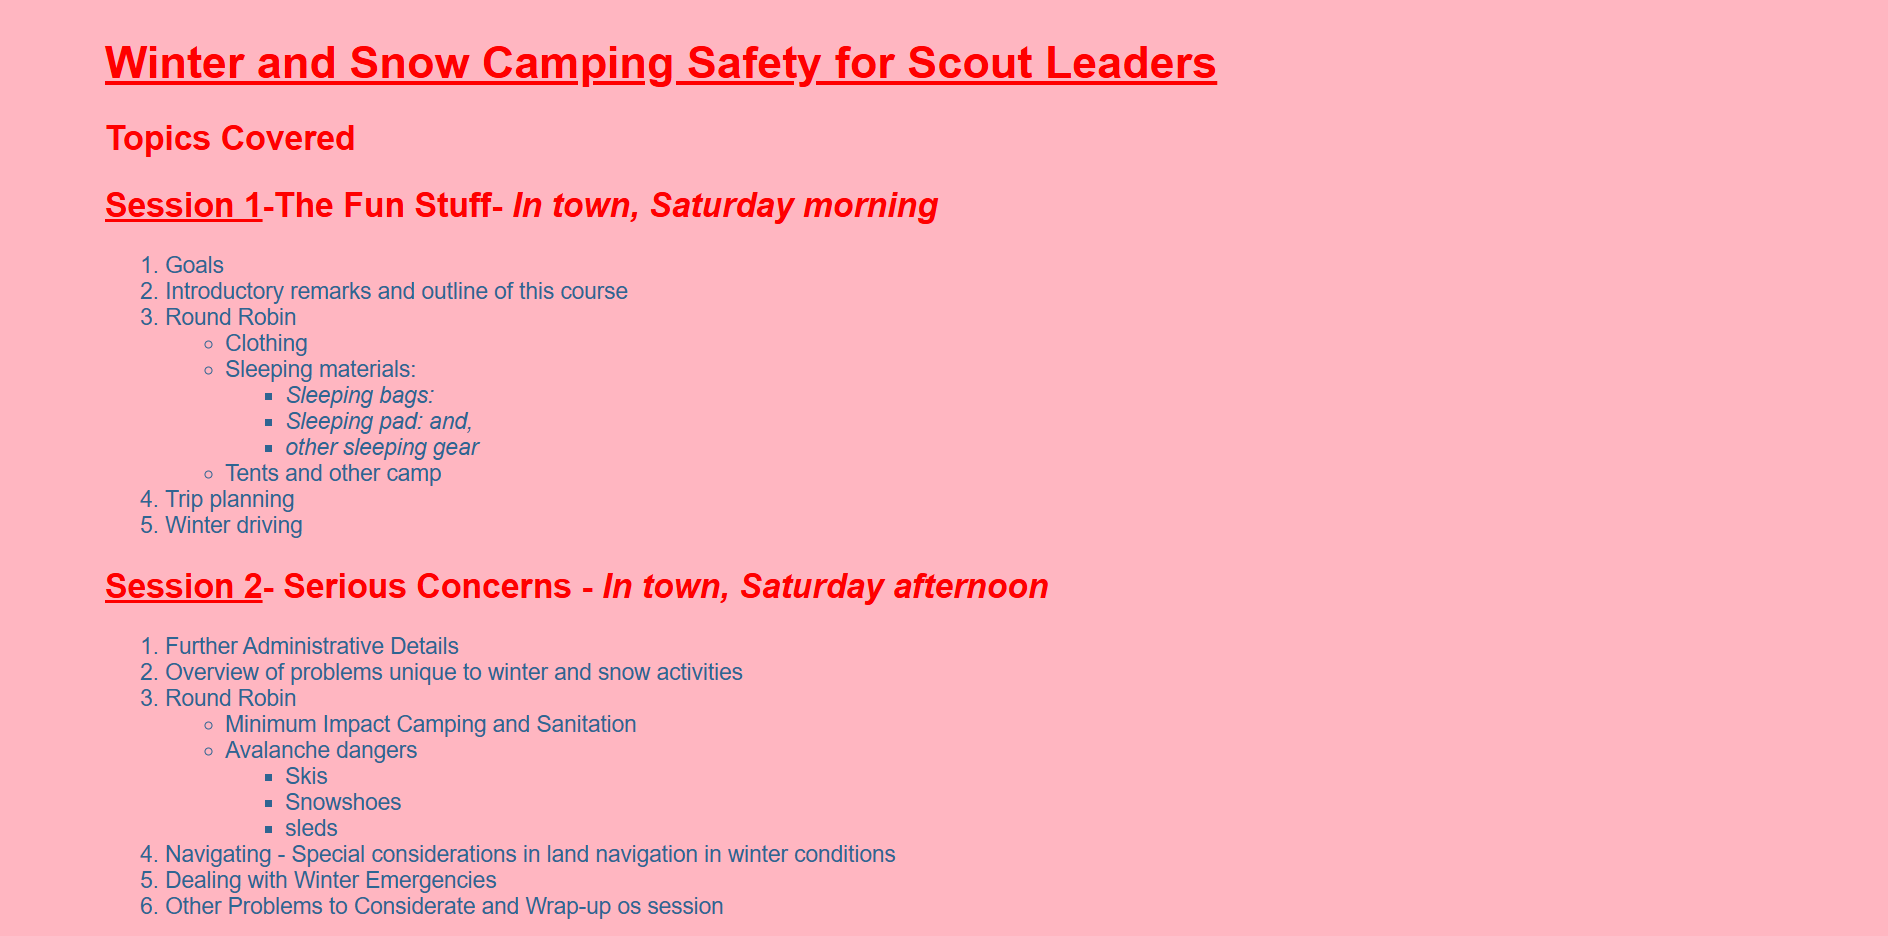 Winter and Snow Camping Safety for Scout Leaders
Topics Covered
Session 1-The Fun Stuff- In town, Saturday morning
1. Goals
2. Introductory remarks and outline of this course
3. Round Robin
◦ Clothing
◦ Sleeping materials:
▪ Sleeping bags:
▪ Sleeping pad: and,
▪ other sleeping gear
◦ Tents and other camp
4. Trip planning
5. Winter driving
Session 2- Serious Concerns - In town, Saturday afternoon
1. Further Administrative Details
2. Overview of problems unique to winter and snow activities
3. Round Robin
◦ Minimum Impact Camping and Sanitation
◦ Avalanche dangers
▪ Skis
▪ Snowshoes
▪ sleds
4. Navigating - Special considerations in land navigation in winter conditions
5. Dealing with Winter Emergencies
6. Other Problems to Considerate and Wrap-up os session